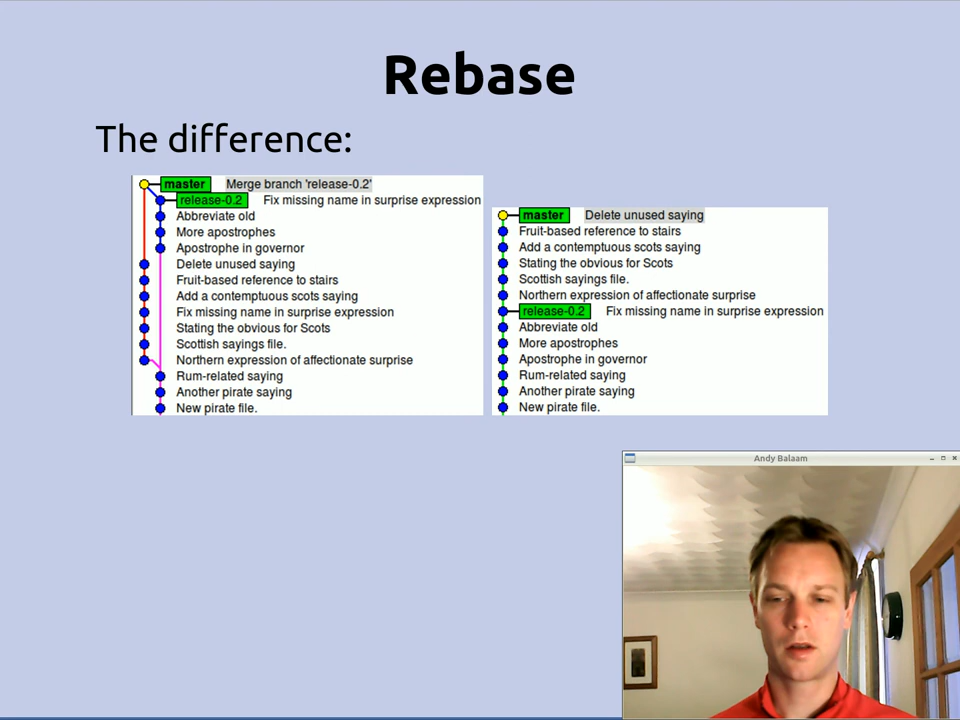 Rebase
The difference:
master Merge branch 'release-0.2'
release-0.2 Fix missing name in surprise expression
Abbreviate old
More apostrophes
Apostrophe in governor
Delete unused saying
Fruit-based reference to stairs
Add a contemptuous scots saying
Fix missing name in surprise expression
Stating the obvious for Scots
Scottish sayings file.
Northern expression of affectionate surprise
Rum-related saying
Another pirate saying
New pirate file.
master Delete unused saying
Fruit-based reference to stairs
Add a contemptuous scots saying
Stating the obvious for Scots
Scottish sayings file.
Northern expression of affectionate surprise
release-0.2 Fix missing name in surprise expression
Abbreviate old
More apostrophes
Apostrophe in governor
Rum-related saying
Another pirate saying
New pirate file.
Andy Balaam